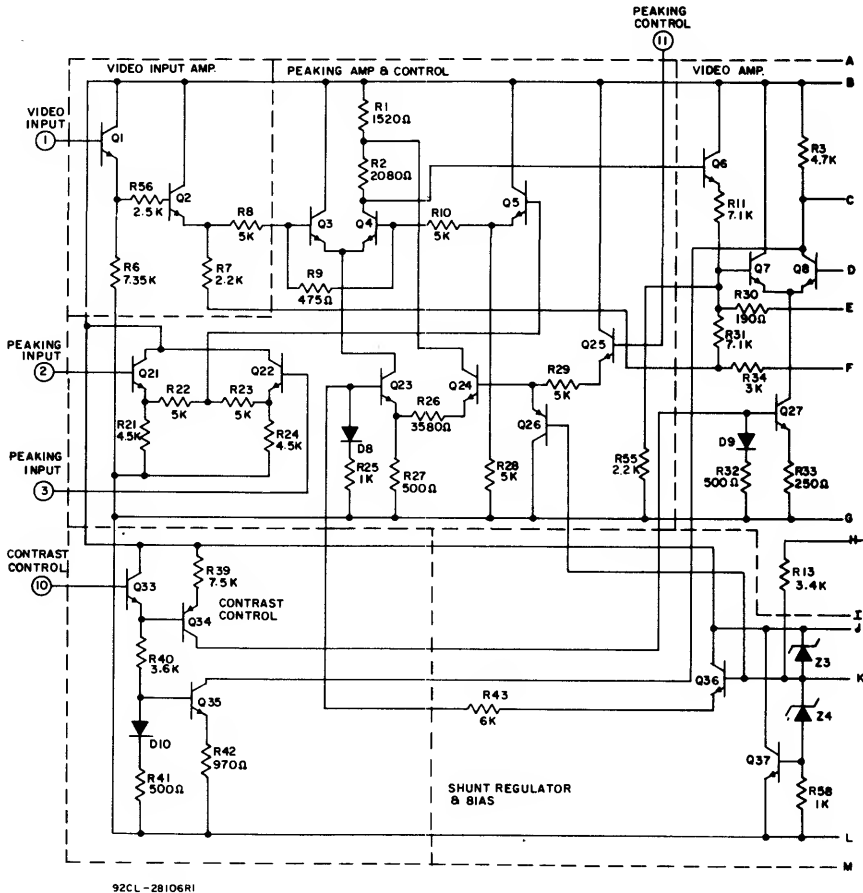 PEAKING
CONTROL
11
VIDEO INPUT AMP.
PEAKING AMP & CONTROL
VIDEO AMP.
A
B
VIDEO
INPUT
1
Q1
R1
1520Ω
R2
2080Ω
R3
4.7K
R56
2.5K
Q2
Q6
R11
7.1K
C
R8
5K
Q3
Q4
R10
5K
Q5
R6
7.35K
R7
2.2K
R9
475Ω
Q7
Q8
D
R30
190Ω
E
R31
7.1K
PEAKING
INPUT
2
Q21
Q22
Q25
R34
3K
F
R22
5K
R23
5K
Q23
R26
3580Ω
Q24
R29
5K
Q26
Q27
R21
4.5K
R24
4.5K
D8
R25
1K
R27
500Ω
R28
5K
R55
2.2K
D9
R32
500Ω
R33
250Ω
PEAKING
INPUT
3
G
CONTRAST
CONTROL
10
Q33
R39
7.5K
CONTRAST
CONTROL
Q34
H
R13
3.4K
I
J
R40
3.6K
Q35
Q36
Z3
K
R43
6K
Z4
D10
R42
970Ω
R41
500Ω
Q37
R58
1K
SHUNT REGULATOR
& BIAS
L
M
92CL-28106R1